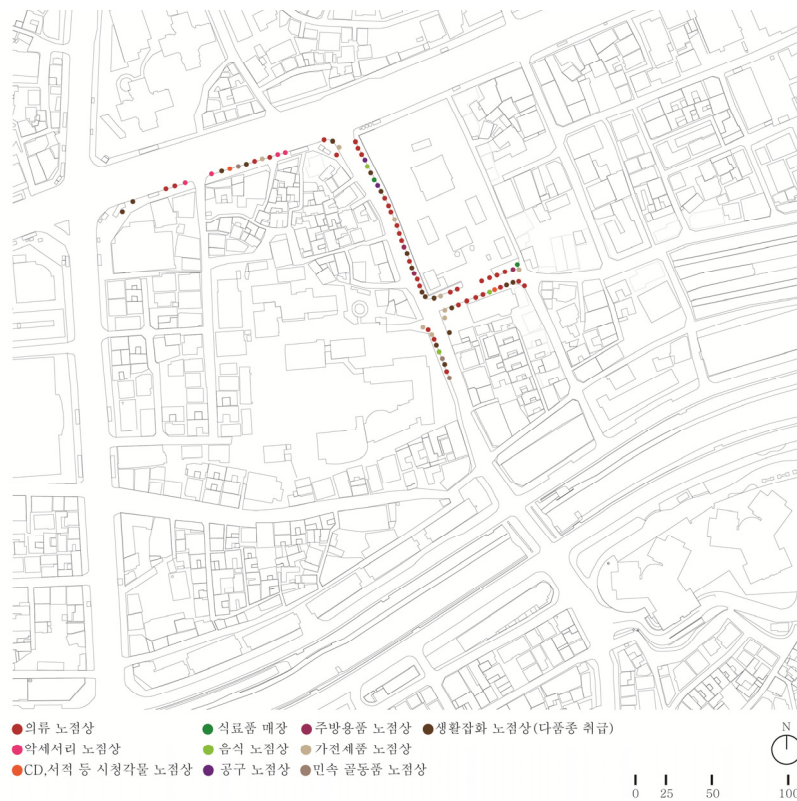 의류 노점상 식료품 매장 주방용품 노점상 생활잡화 노점상(다품종 취급)
악세서리 노점상 음식 노점상 가전제품 노점상
CD,서적 등 시청각물 노점상 공구 노점상 민속 골동품 노점상
N
0 25 50 100